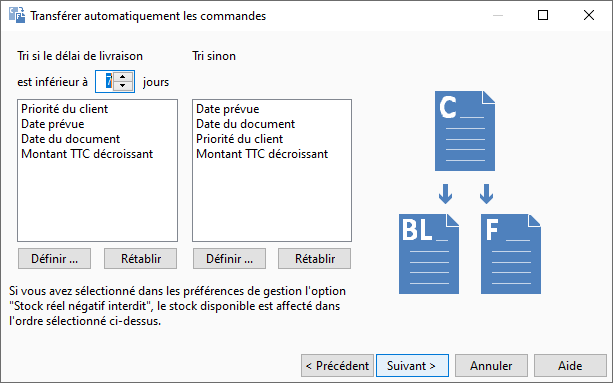 Transférer automatiquement les commandes
Tri si le délai de livraison
Tri sinon
est inférieur à 7 jours
Priorité du client
Date prévue
Date du document
Montant TTC décroissant
Date prévue
Date du document
Priorité du client
Montant TTC décroissant
Définir ...
Rétablir
Définir ...
Rétablir
C
BL
F
Si vous avez sélectionné dans les préférences de gestion l'option
"Stock réel négatif interdit", le stock disponible est affecté dans
l'ordre sélectionné ci-dessus.
< Précédent
Suivant >
Annuler
Aide